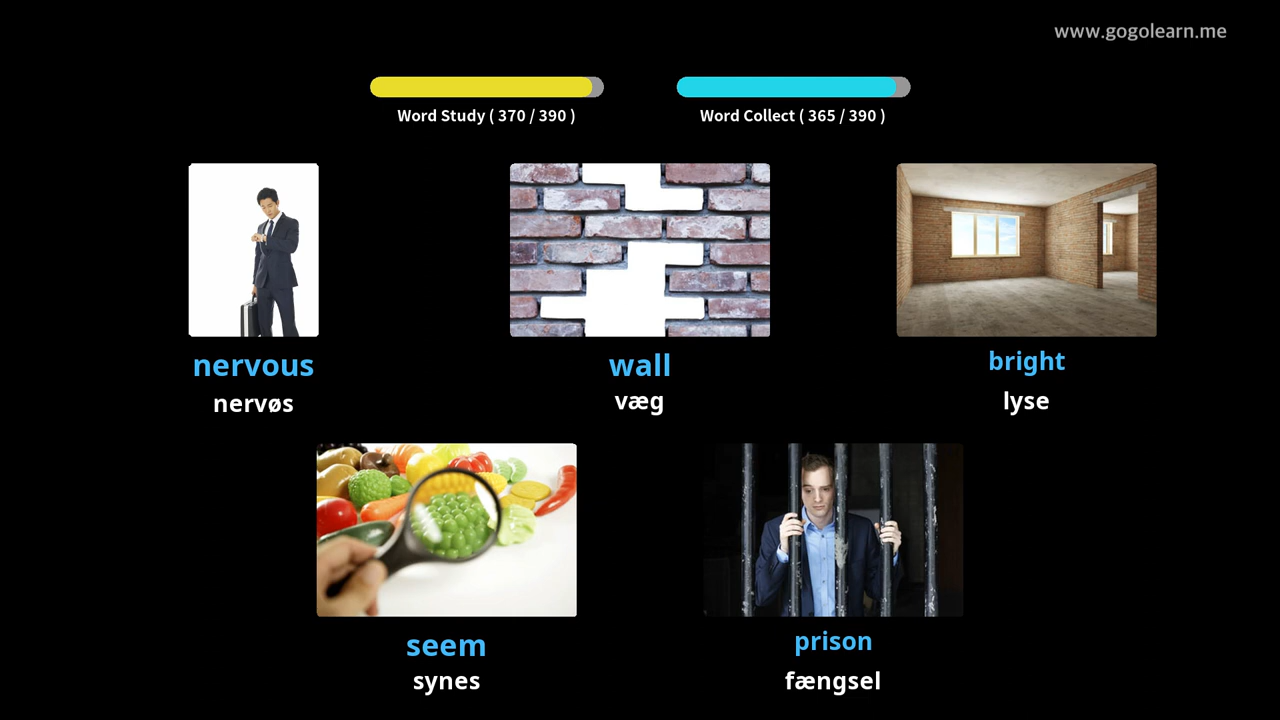 www.gogolearn.me
Word Study ( 370 / 390 )
Word Collect ( 365 / 390 )
nervous
nervøs
wall
væg
bright
lyse
seem
synes
prison
fængsel